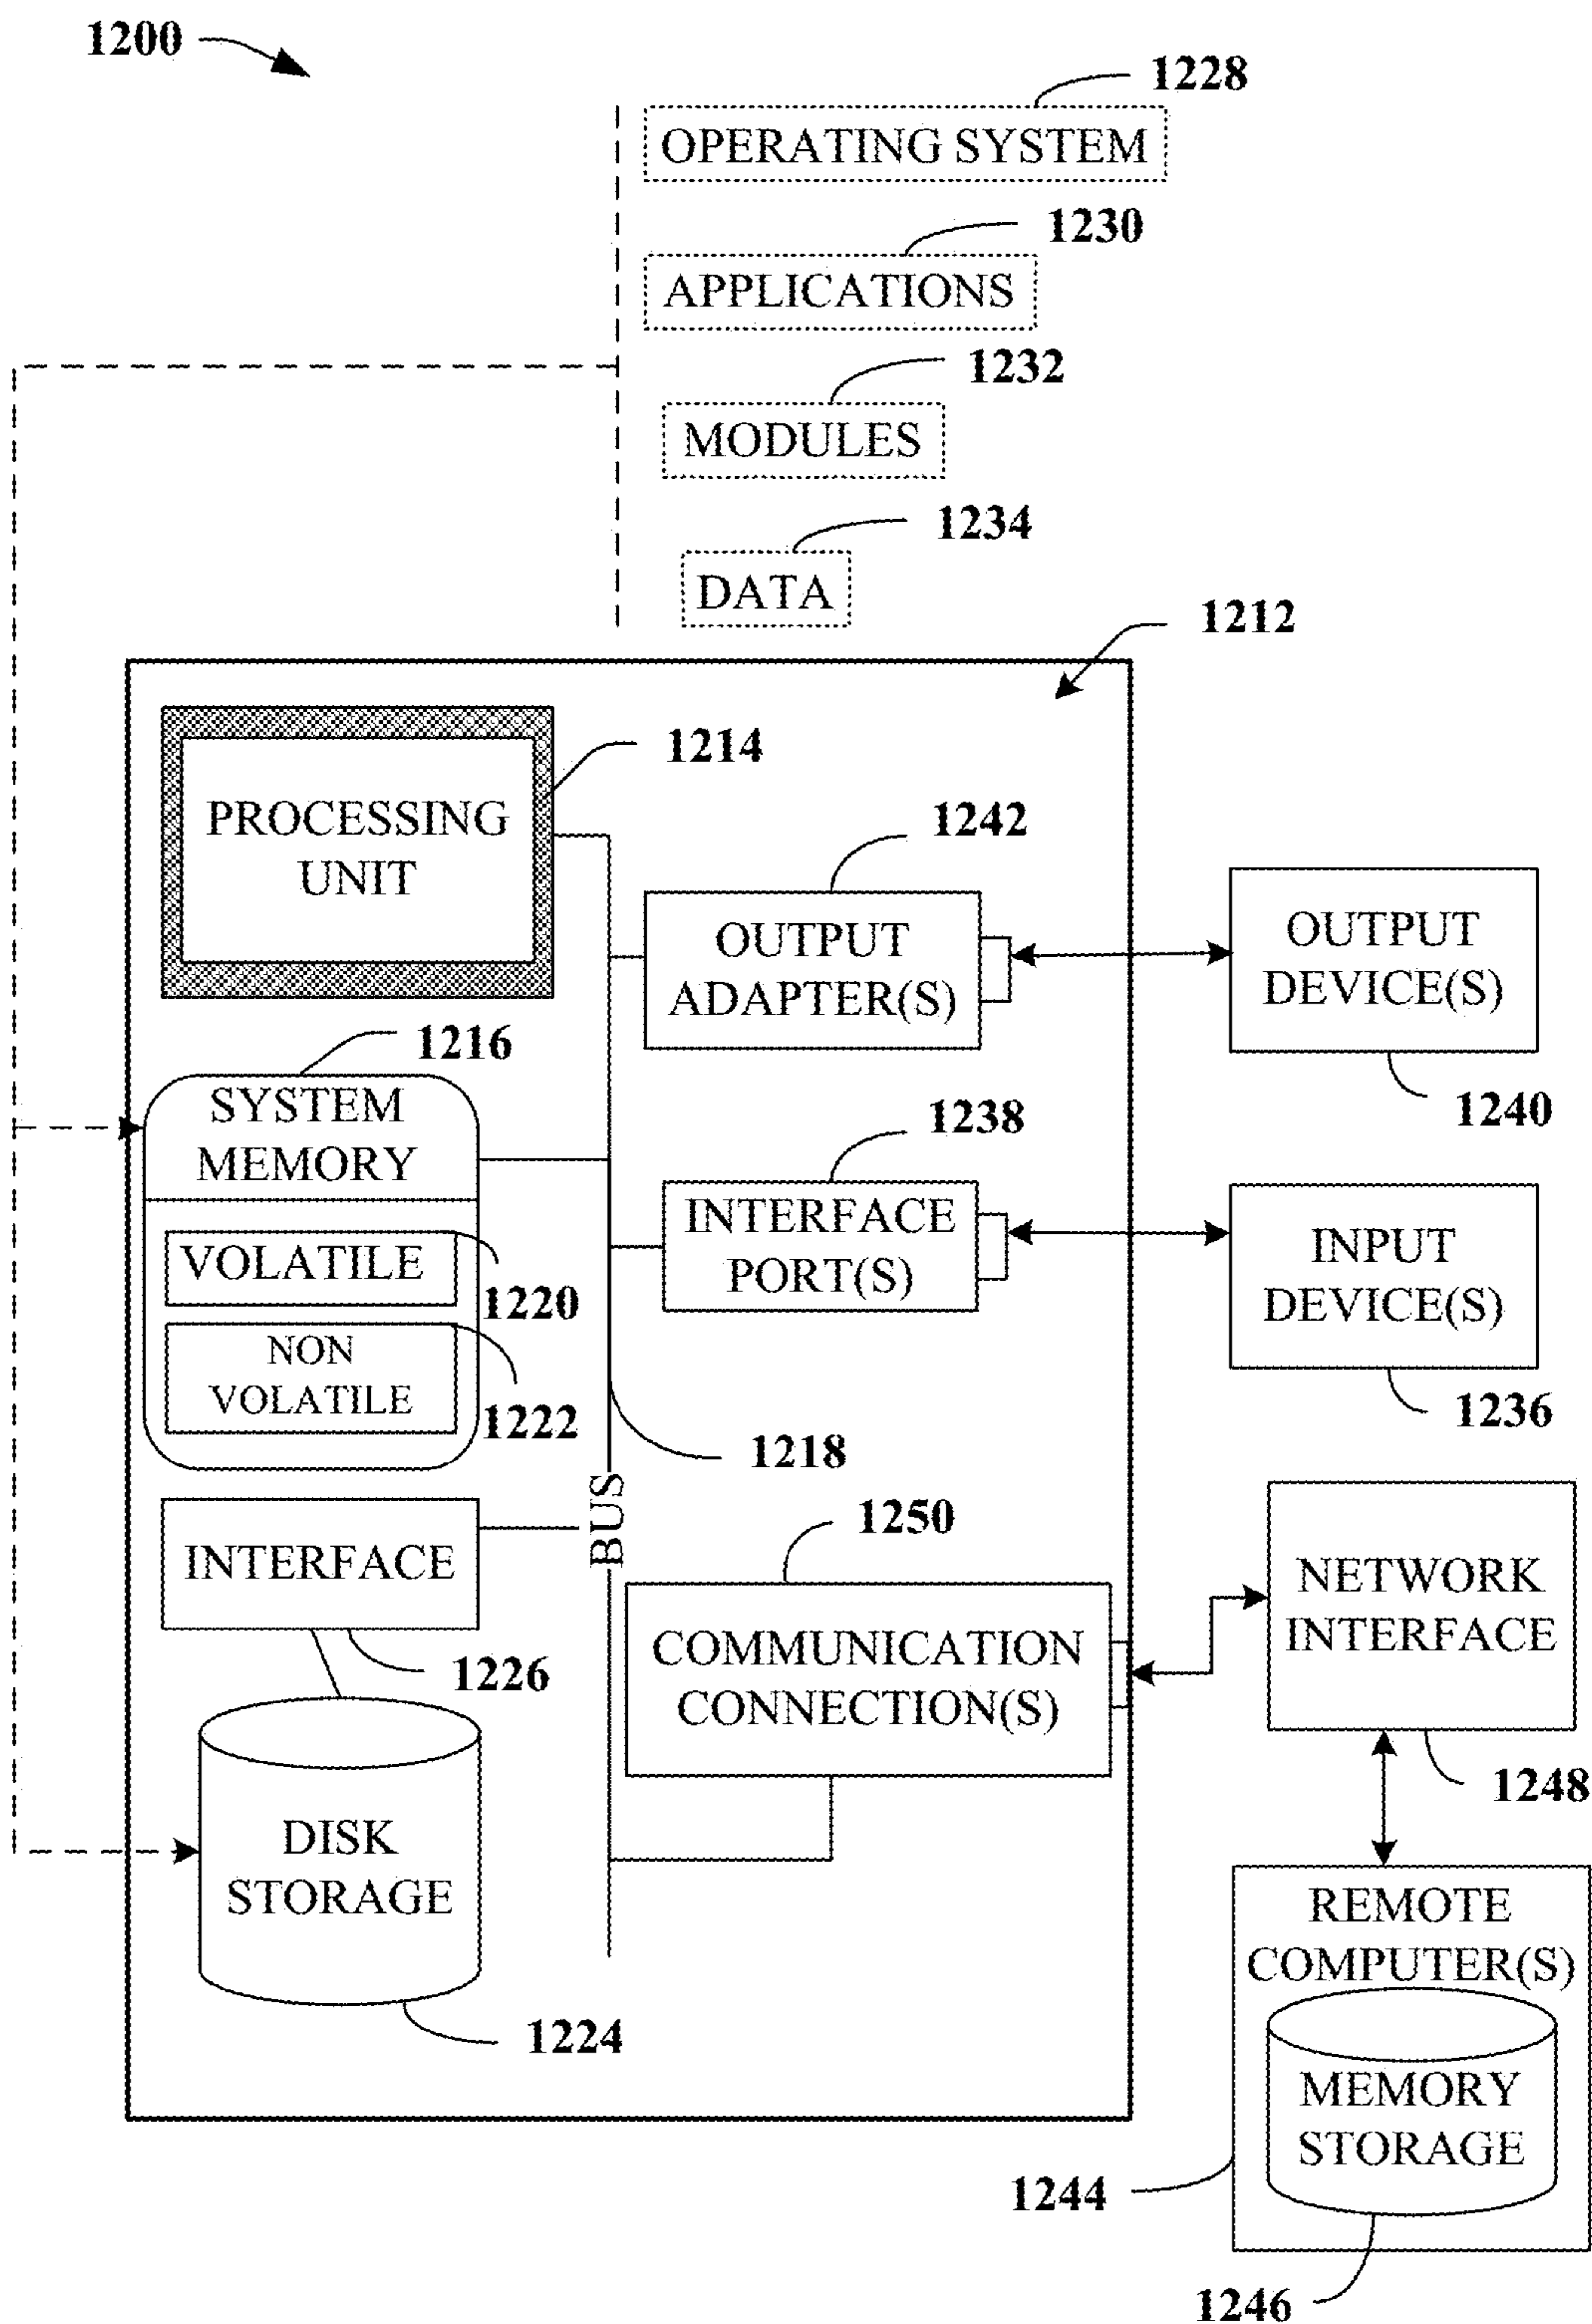 1200
1228
OPERATING SYSTEM
1230
APPLICATIONS
1232
MODULES
1234
DATA
1212
1214
PROCESSING
UNIT
1242
OUTPUT
ADAPTER(S)
OUTPUT
DEVICE(S)
1240
1216
SYSTEM
MEMORY
VOLATILE
1220
NON
VOLATILE
1222
1238
INTERFACE
PORT(S)
INPUT
DEVICE(S)
1236
1218
BUS
INTERFACE
1226
1250
COMMUNICATION
CONNECTION(S)
NETWORK
INTERFACE
1248
DISK
STORAGE
1224
REMOTE
COMPUTER(S)
MEMORY
STORAGE
1244
1246